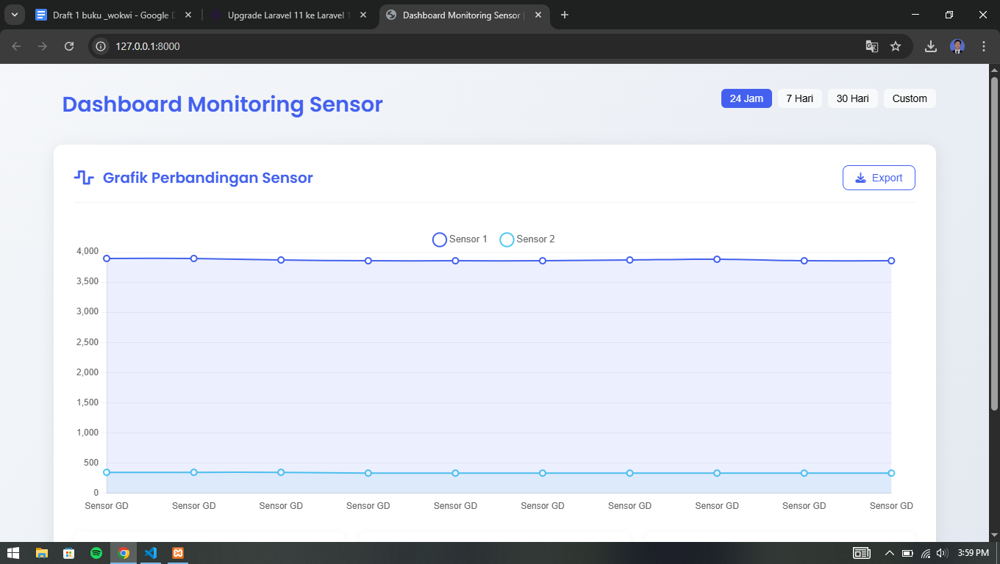 Draft 1 buku _wokwi - Google D
Upgrade Laravel 11 ke Laravel 1
Dashboard Monitoring Sensor |
127.0.0.1:8000
Dashboard Monitoring Sensor
24 Jam
7 Hari
30 Hari
Custom
Grafik Perbandingan Sensor
Export
Sensor 1
Sensor 2
4,000
3,500
3,000
2,500
2,000
1,500
1,000
500
0
Sensor GD
Sensor GD
Sensor GD
Sensor GD
Sensor GD
Sensor GD
Sensor GD
Sensor GD
Sensor GD
Sensor GD
3:59 PM